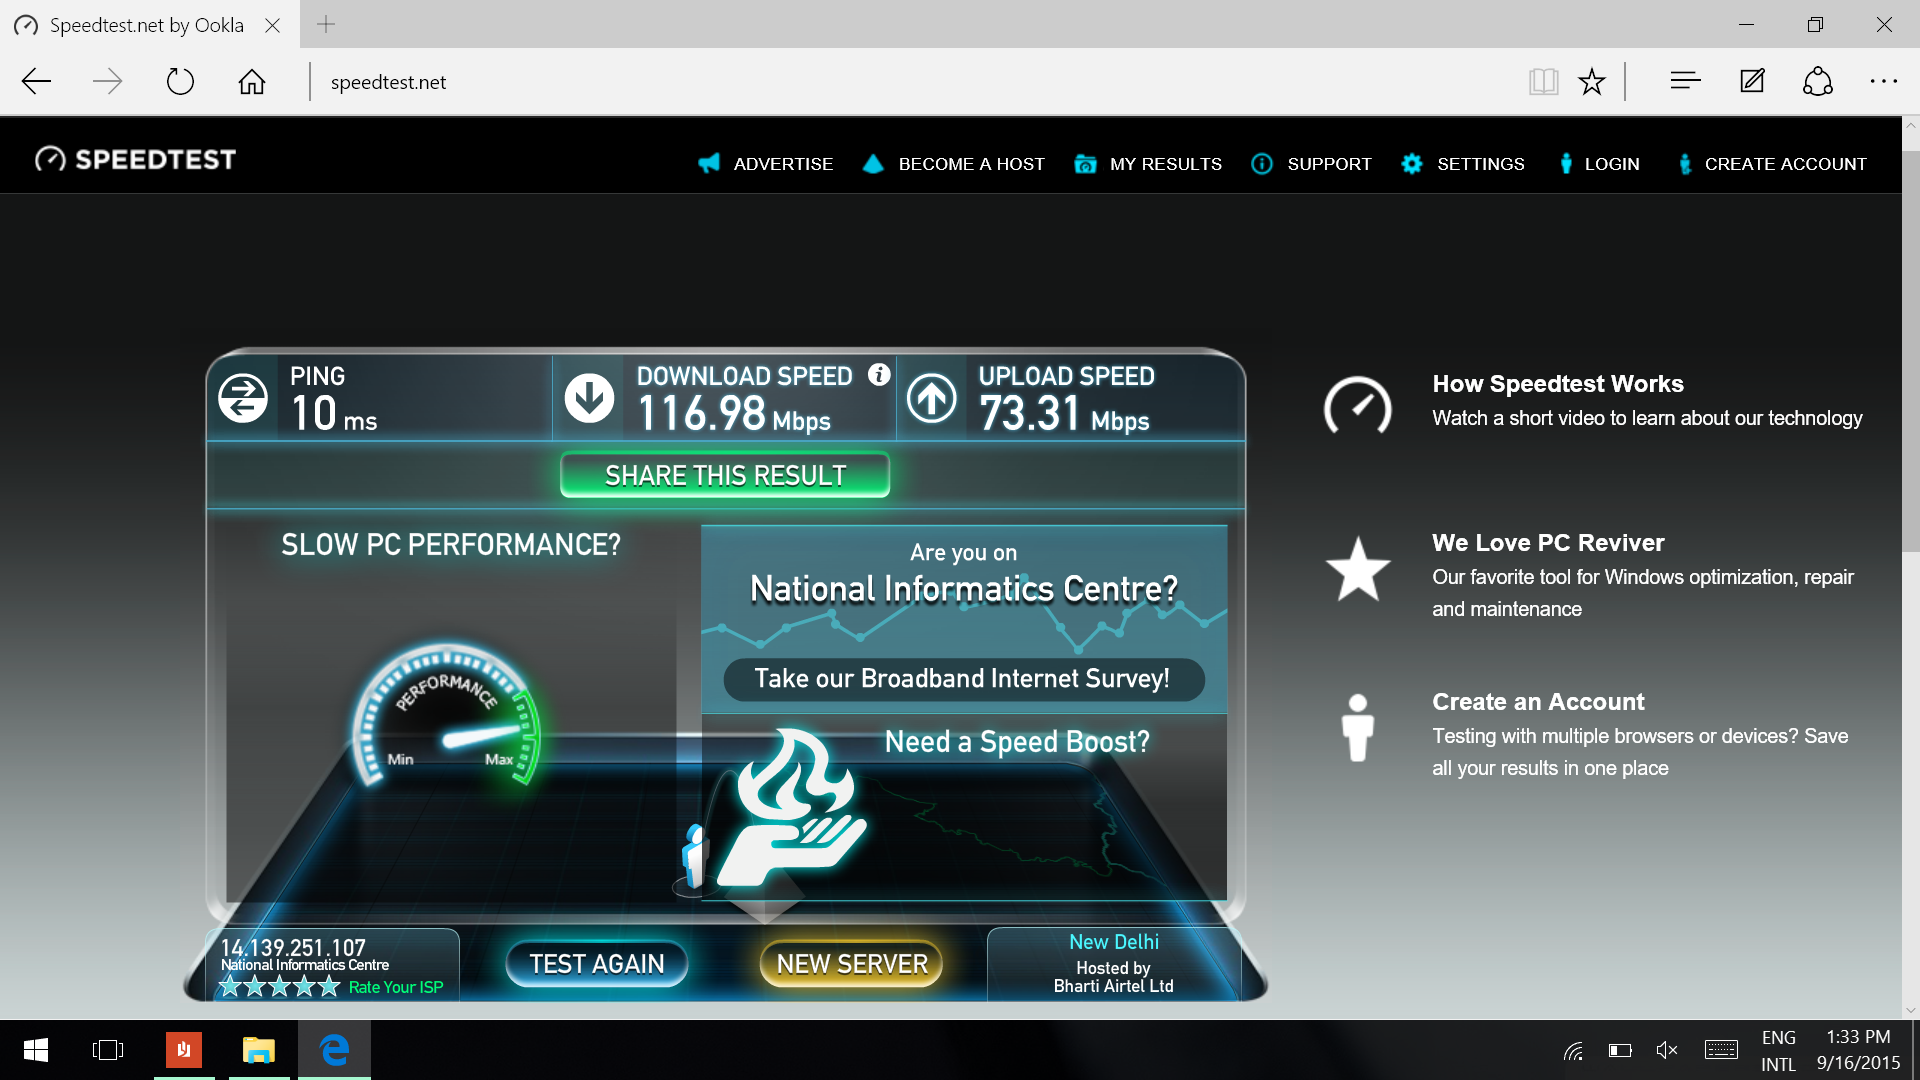 Speedtest.net by Ookla
speedtest.net
SPEEDTEST
ADVERTISE
BECOME A HOST
MY RESULTS
SUPPORT
SETTINGS
LOGIN
CREATE ACCOUNT
PING
10 ms
DOWNLOAD SPEED
116.98 Mbps
UPLOAD SPEED
73.31 Mbps
SHARE THIS RESULT
SLOW PC PERFORMANCE?
PERFORMANCE
Min
Max
Are you on
National Informatics Centre?
Take our Broadband Internet Survey!
Need a Speed Boost?
14.139.251.107
National Informatics Centre
Rate Your ISP
TEST AGAIN
NEW SERVER
New Delhi
Hosted by
Bharti Airtel Ltd
How Speedtest Works
Watch a short video to learn about our technology
We Love PC Reviver
Our favorite tool for Windows optimization, repair
and maintenance
Create an Account
Testing with multiple browsers or devices? Save
all your results in one place
ENG
INTL
1:33 PM
9/16/2015